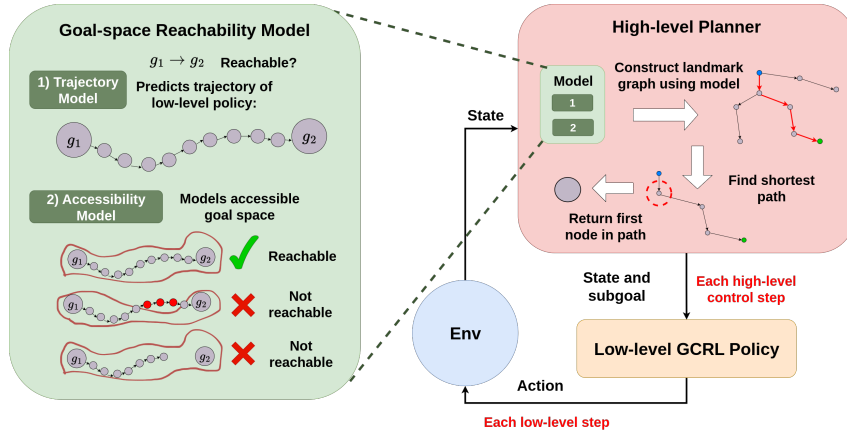 Goal-space Reachability Model
g₁ → g₂ Reachable?
1) Trajectory
Model
Predicts trajectory of
low-level policy:
g₁
g₂
2) Accessibility
Model
Models accessible
goal space
g₁
g₂
Reachable
g₁
g₂
Not
reachable
g₁
g₂
Not
reachable
High-level Planner
Model
1
2
Construct landmark
graph using model
Find shortest
path
Return first
node in path
State
Env
State and
subgoal
Each high-level
control step
Low-level GCRL Policy
Action
Each low-level step